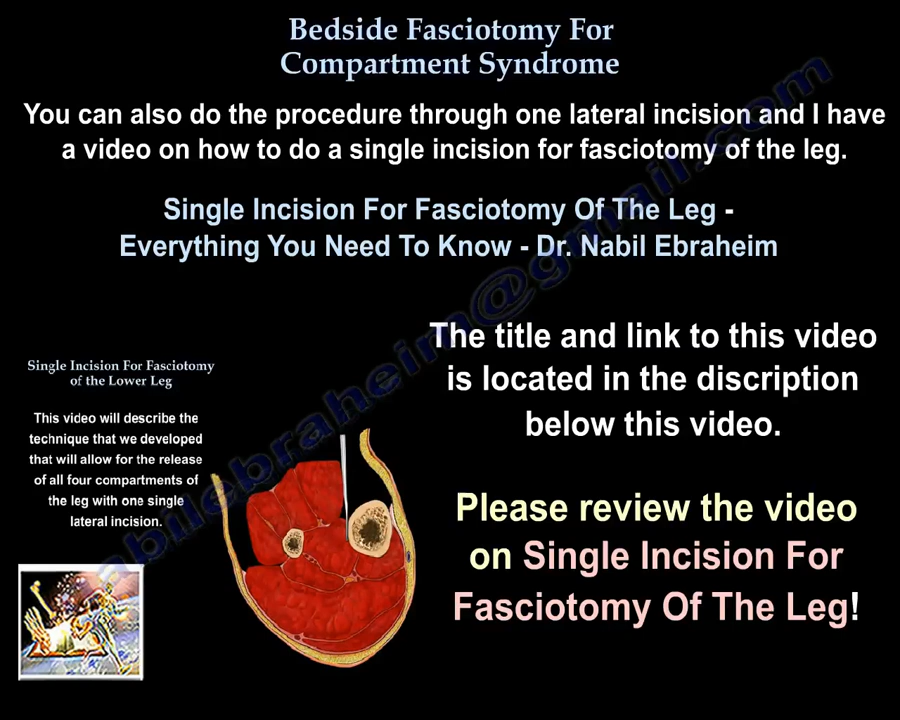 Bedside Fasciotomy For
Compartment Syndrome
You can also do the procedure through one lateral incision and I have
a video on how to do a single incision for fasciotomy of the leg.
Single Incision For Fasciotomy Of The Leg -
Everything You Need To Know - Dr. Nabil Ebraheim
The title and link to this video
is located in the discription
below this video.
Single Incision For Fasciotomy
of the Lower Leg
This video will describe the
technique that we developed
that will allow for the release
of all four compartments of
the leg with one single
lateral incision.
Please review the video
on Single Incision For
Fasciotomy Of The Leg!
abilebraheim@gmail.com